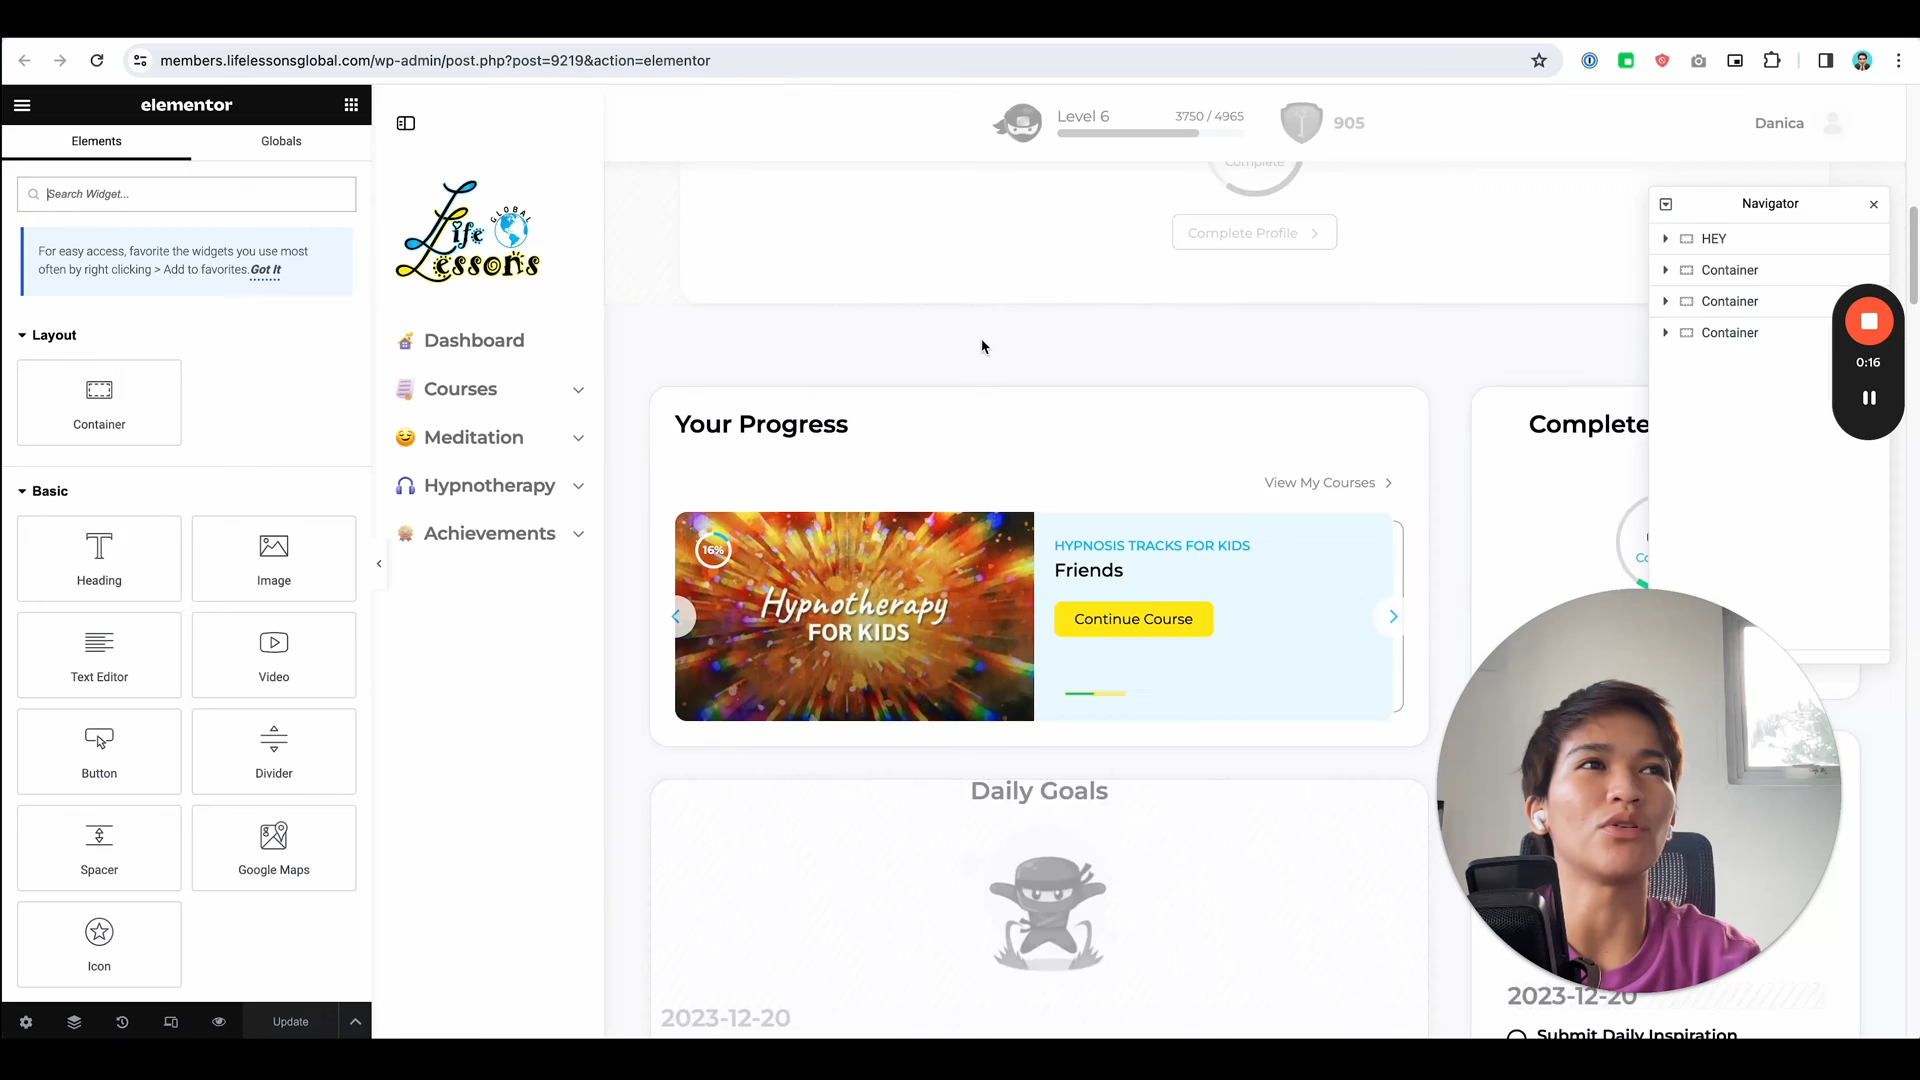 members.lifelessonsglobal.com/wp-admin/post.php?post=9219&action=elementor
elementor
Elements
Globals
Search Widget...
For easy access, favorite the widgets you use most
often by right clicking > Add to favorites. Got It
Layout
Container
Basic
Heading
Image
Text Editor
Video
Button
Divider
Spacer
Google Maps
Icon
Update
Life
GLOBAL
Lessons
Dashboard
Courses
Meditation
Hypnotherapy
Achievements
Level 6
3750 / 4965
905
Danica
Complete
Complete Profile
Your Progress
View My Courses
16%
Hypnotherapy
FOR KIDS
HYPNOSIS TRACKS FOR KIDS
Friends
Continue Course
Daily Goals
2023-12-20
Complete
Navigator
HEY
Container
Container
Container
0:16
2023-12-20
Submit Daily Inspiration